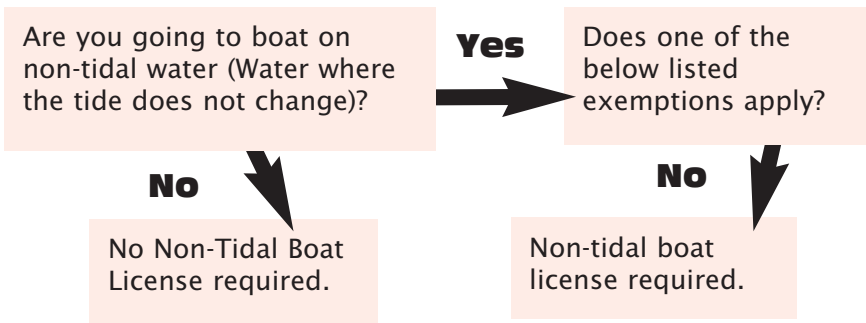 Are you going to boat on
non-tidal water (Water where
the tide does not change)?
Yes
Does one of the
below listed
exemptions apply?
No
No
No Non-Tidal Boat
License required.
Non-tidal boat
license required.